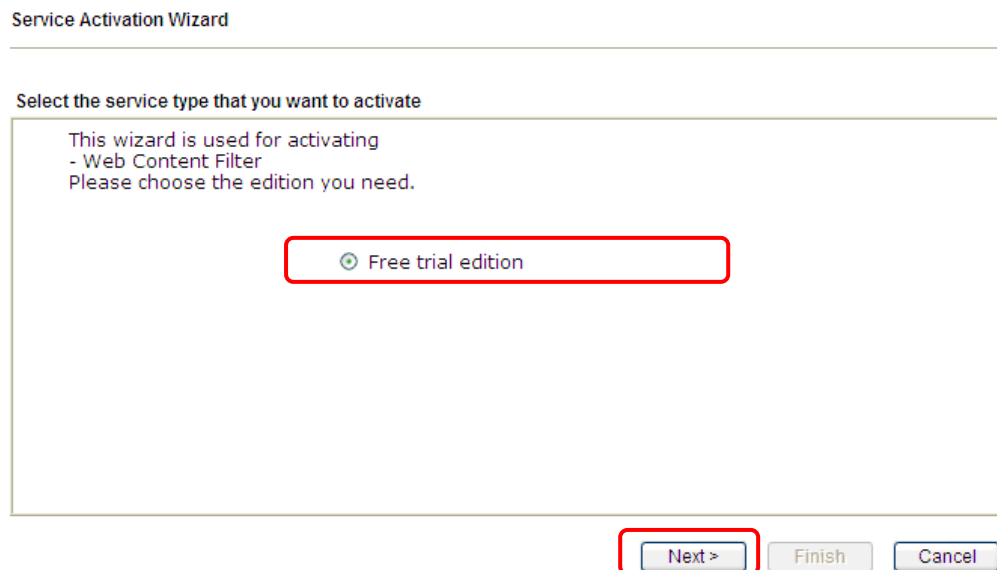 Service Activation Wizard
Select the service type that you want to activate
This wizard is used for activating
- Web Content Filter
Please choose the edition you need.
Free trial edition
Next >
Finish
Cancel